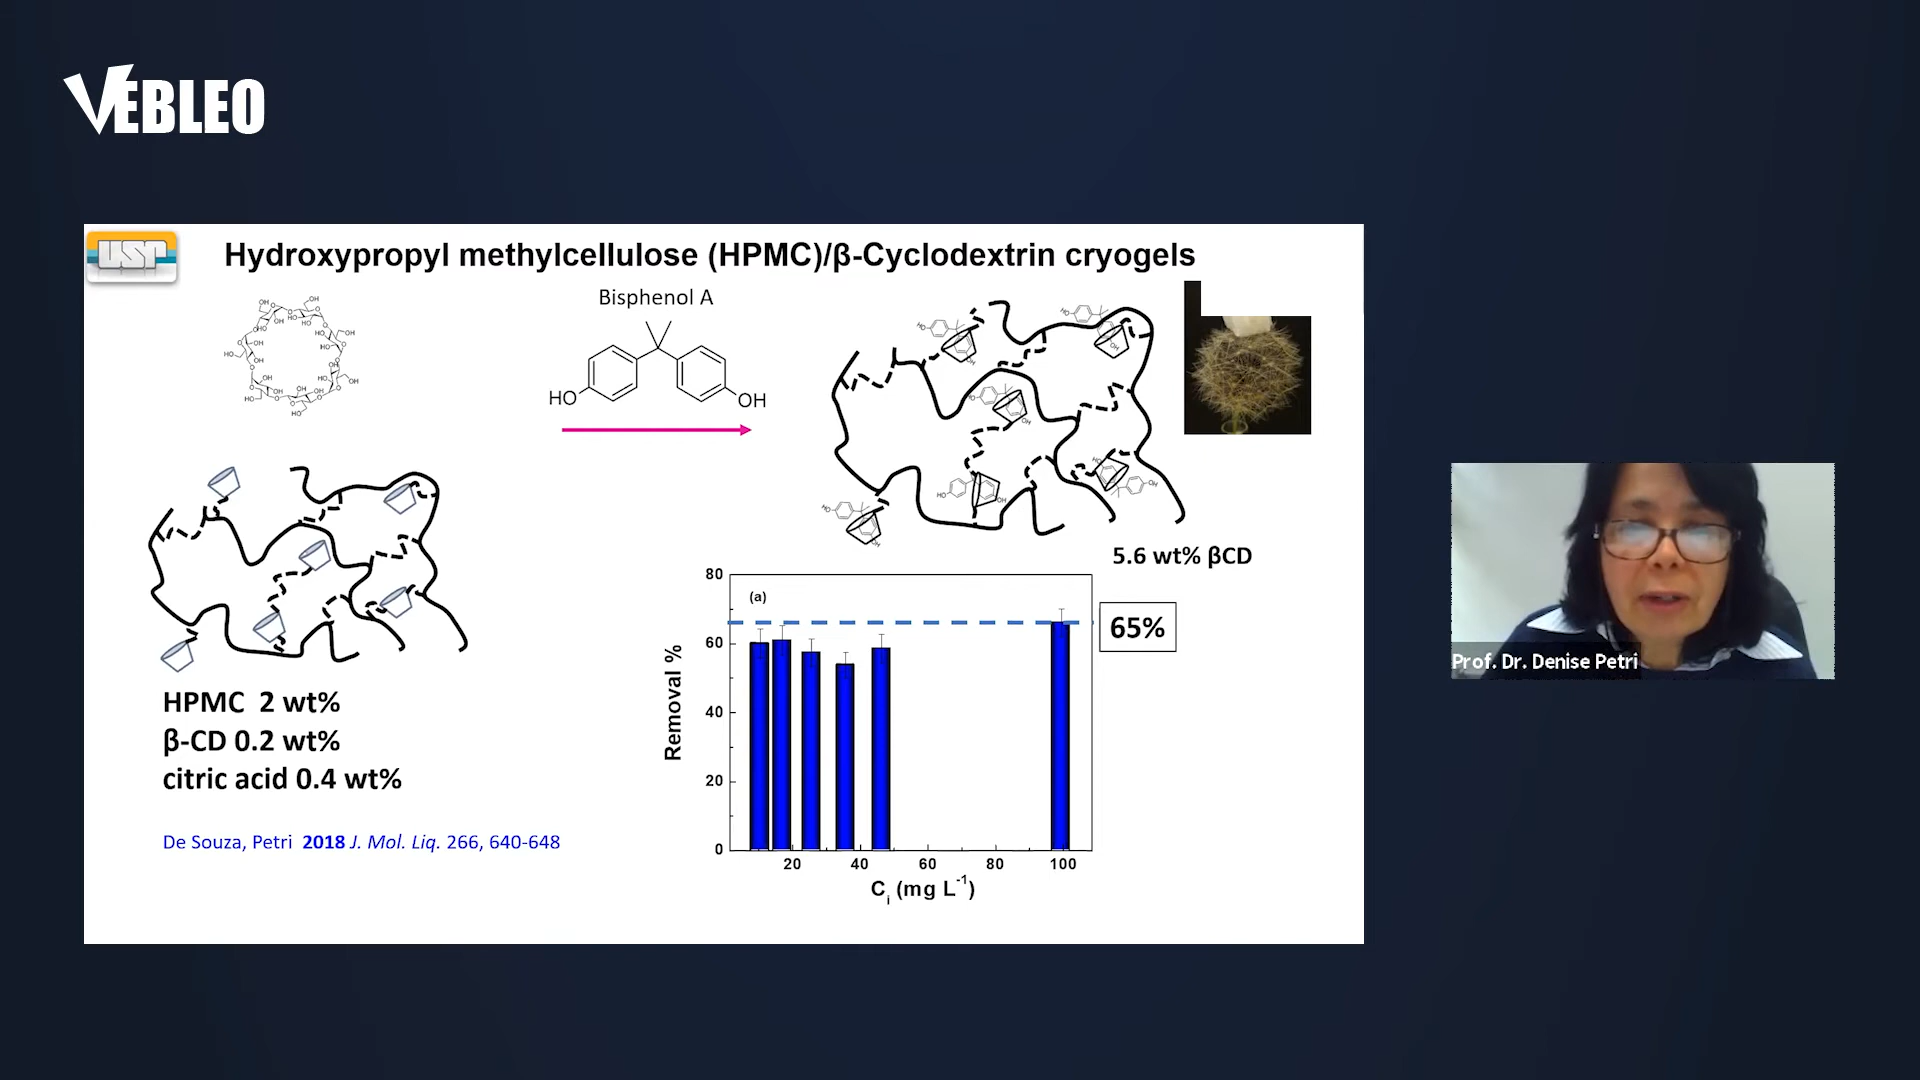 VEBLEO
USP
Hydroxypropyl methylcellulose (HPMC)/β-Cyclodextrin cryogels
Bisphenol A
HO
OH
5.6 wt% βCD
HPMC 2 wt%
β-CD 0.2 wt%
citric acid 0.4 wt%
De Souza, Petri 2018 J. Mol. Liq. 266, 640-648
(a)
65%
Removal %
80
60
40
20
0
20 40 60 80 100
Ci (mg L-1)
Prof. Dr. Denise Petri